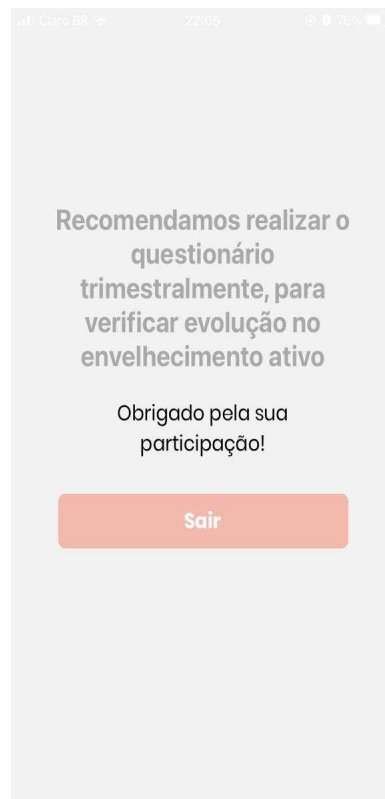 Claro BR 22:05 76%
Recomendamos realizar o
questionário
trimestralmente, para
verificar evolução no
envelhecimento ativo
Obrigado pela sua
participação!
Sair